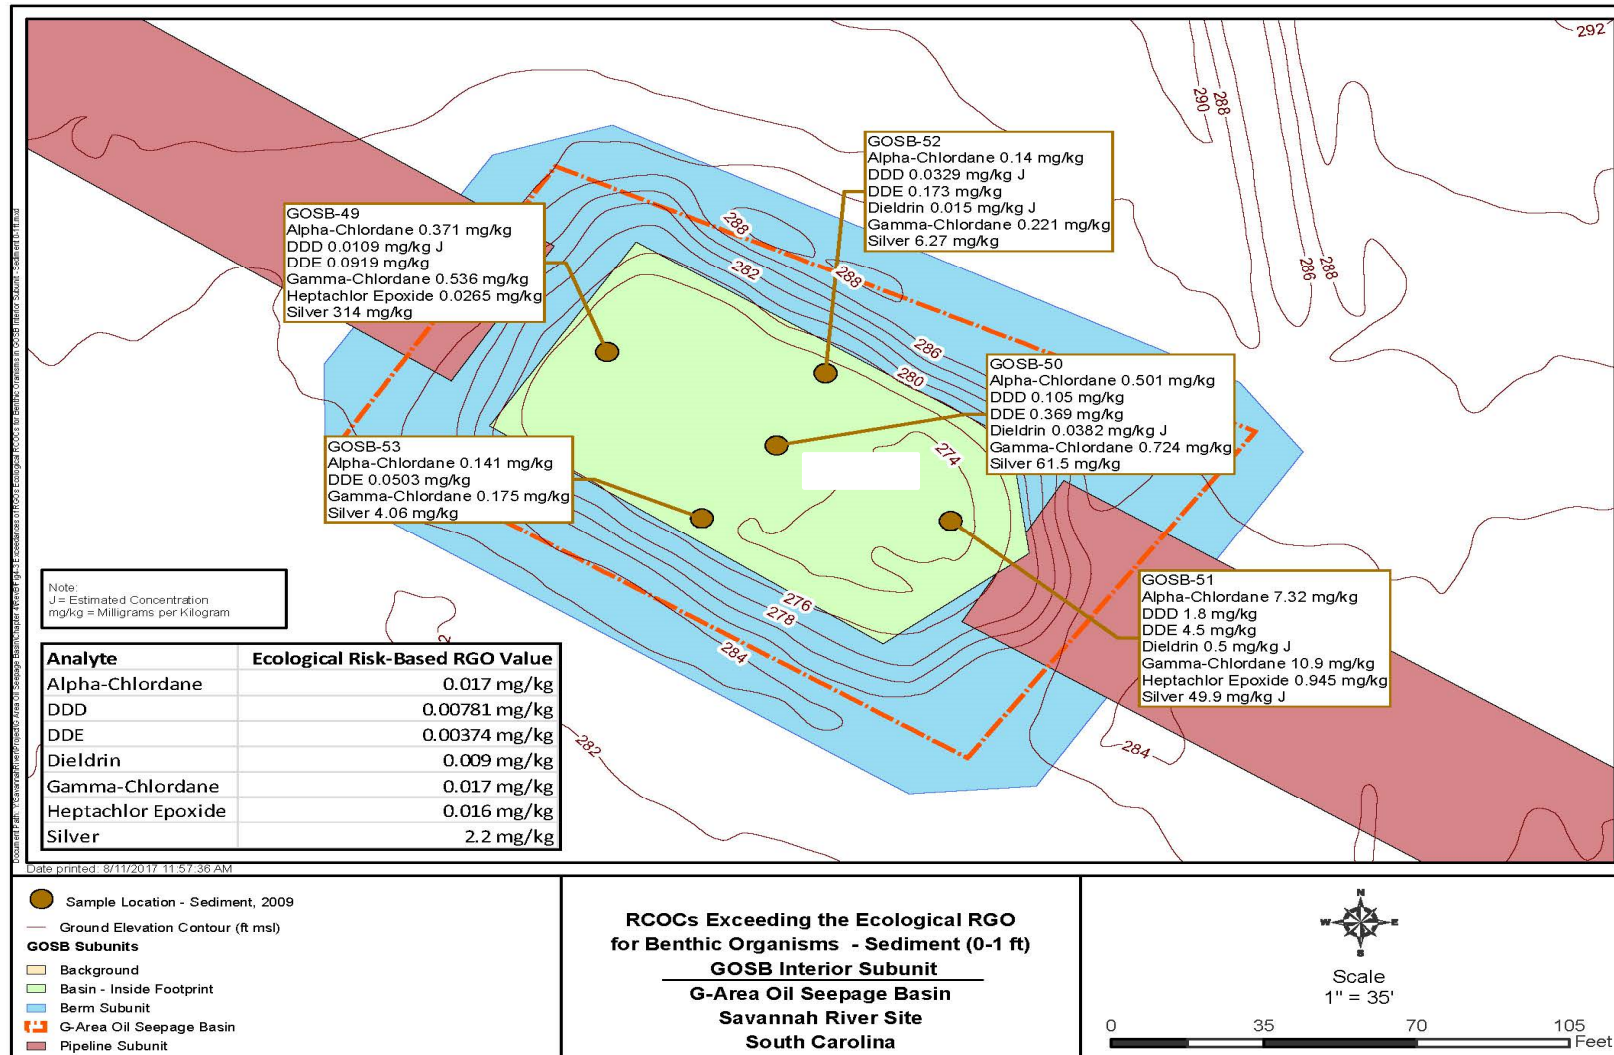 292
290
288
286
288
GOSB-52
Alpha-Chlordane 0.14 mg/kg
DDD 0.0329 mg/kg J
DDE 0.173 mg/kg
Dieldrin 0.015 mg/kg J
Gamma-Chlordane 0.221 mg/kg
Silver 6.27 mg/kg
GOSB-49
Alpha-Chlordane 0.371 mg/kg
DDD 0.0109 mg/kg J
DDE 0.0919 mg/kg
Gamma-Chlordane 0.536 mg/kg
Heptachlor Epoxide 0.0265 mg/kg
Silver 314 mg/kg
288
282
288
286
280
GOSB-50
Alpha-Chlordane 0.501 mg/kg
DDD 0.105 mg/kg
DDE 0.369 mg/kg
Dieldrin 0.0382 mg/kg J
Gamma-Chlordane 0.724 mg/kg
Silver 61.5 mg/kg
274
GOSB-53
Alpha-Chlordane 0.141 mg/kg
DDE 0.0503 mg/kg
Gamma-Chlordane 0.175 mg/kg
Silver 4.06 mg/kg
GOSB-51
Alpha-Chlordane 7.32 mg/kg
DDD 1.8 mg/kg
DDE 4.5 mg/kg
Dieldrin 0.5 mg/kg J
Gamma-Chlordane 10.9 mg/kg
Heptachlor Epoxide 0.945 mg/kg
Silver 49.9 mg/kg J
276
278
284
282
284
Note:
J = Estimated Concentration
mg/kg = Milligrams per Kilogram
Analyte Ecological Risk-Based RGO Value
Alpha-Chlordane 0.017 mg/kg
DDD 0.00781 mg/kg
DDE 0.00374 mg/kg
Dieldrin 0.009 mg/kg
Gamma-Chlordane 0.017 mg/kg
Heptachlor Epoxide 0.016 mg/kg
Silver 2.2 mg/kg
Date printed: 8/11/2017 11:57:36 AM
Sample Location - Sediment, 2009
Ground Elevation Contour (ft msl)
GOSB Subunits
Background
Basin - Inside Footprint
Berm Subunit
G-Area Oil Seepage Basin
Pipeline Subunit
RCOCs Exceeding the Ecological RGO
for Benthic Organisms - Sediment (0-1 ft)
GOSB Interior Subunit
G-Area Oil Seepage Basin
Savannah River Site
South Carolina
N
W E
S
Scale
1" = 35'
0 35 70 105
Feet